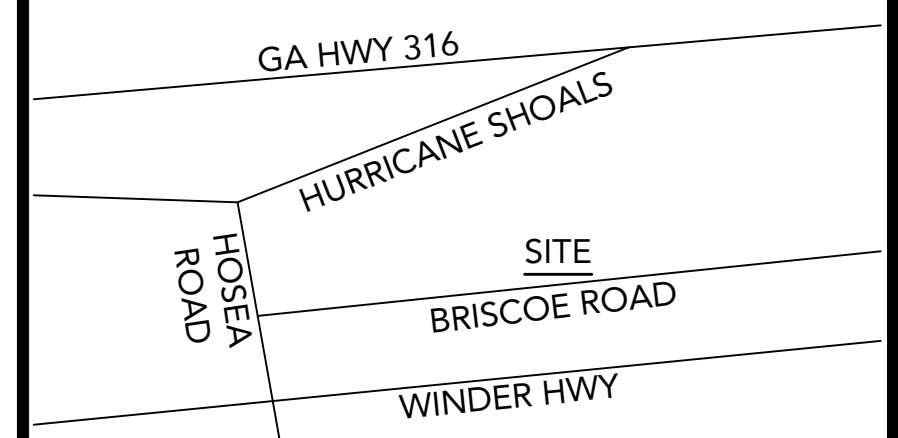 GA HWY 316
HURRICANE SHOALS
HOSEA
ROAD
SITE
BRISCOE ROAD
WINDER HWY